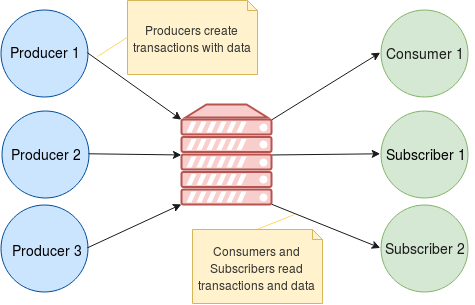 Producers create
transactions with data
Producer 1
Consumer 1
Producer 2
Subscriber 1
Producer 3
Subscriber 2
Consumers and
Subscribers read
transactions and data